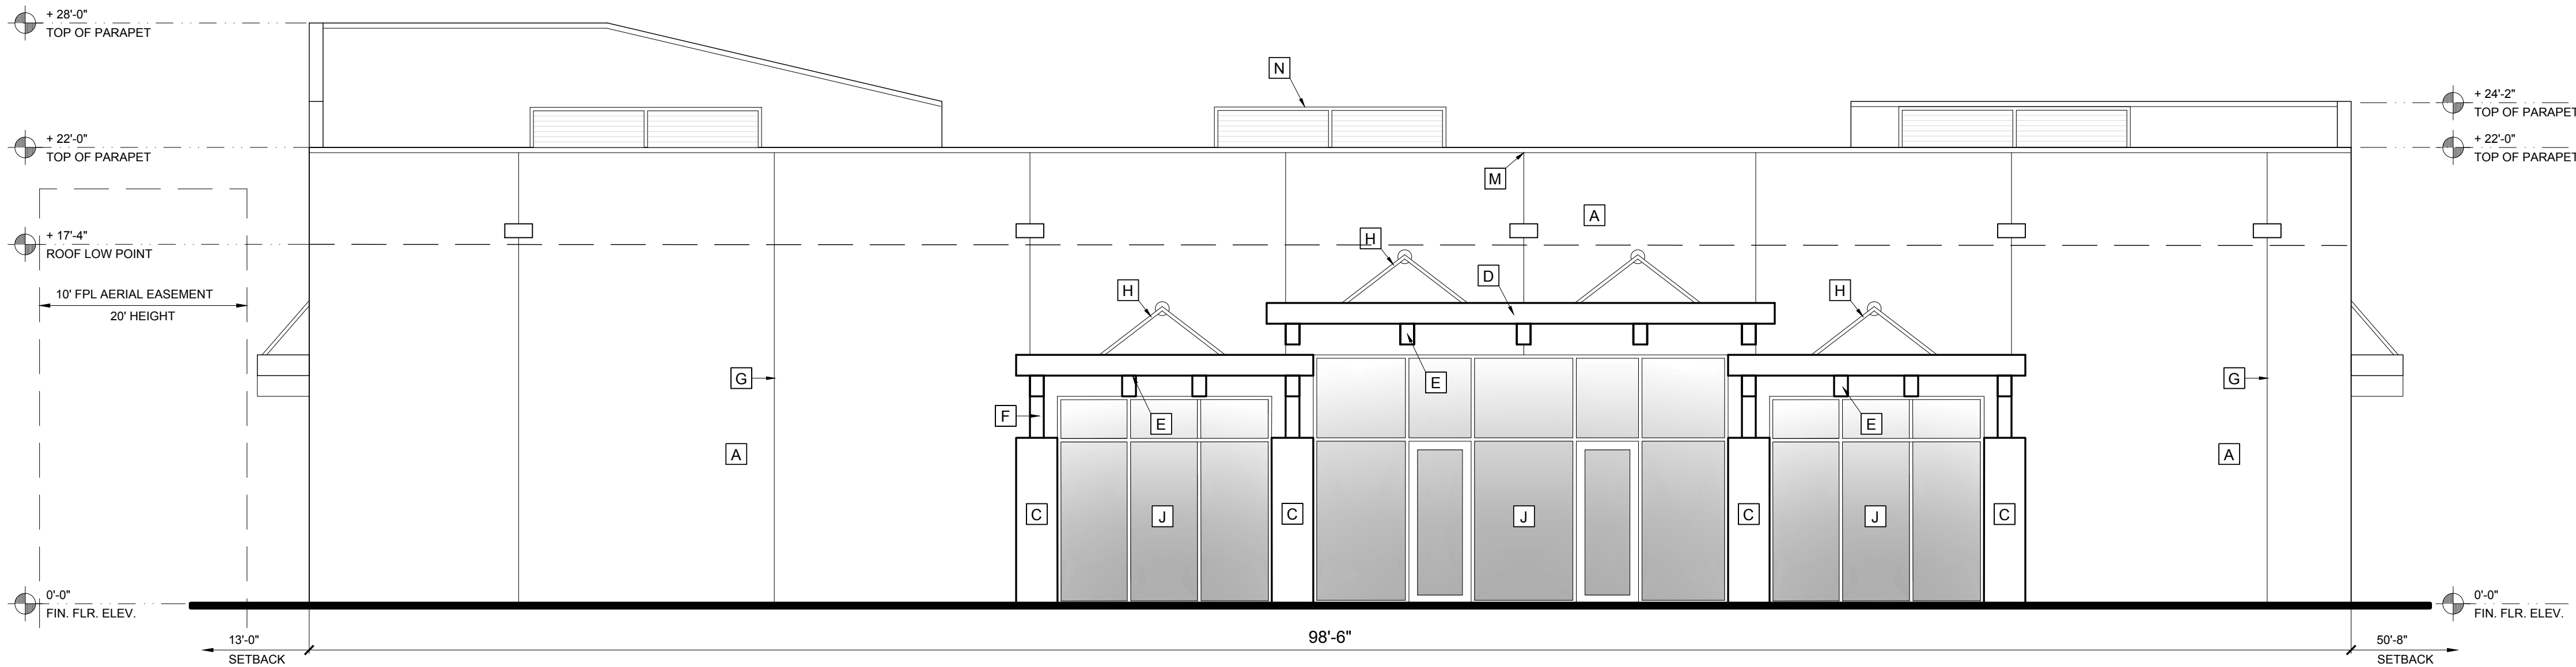 + 28'-0"
TOP OF PARAPET
N
+ 24'-2"
TOP OF PARAPET
+ 22'-0"
TOP OF PARAPET
+ 22'-0"
TOP OF PARAPET
M
A
+ 17'-4"
ROOF LOW POINT
H
D
H
H
10' FPL AERIAL EASEMENT
20' HEIGHT
G
E
G
F
E
E
A
A
C
J
C
J
C
J
C
0'-0"
FIN. FLR. ELEV.
0'-0"
FIN. FLR. ELEV.
13'-0"
SETBACK
98'-6"
50'-8"
SETBACK